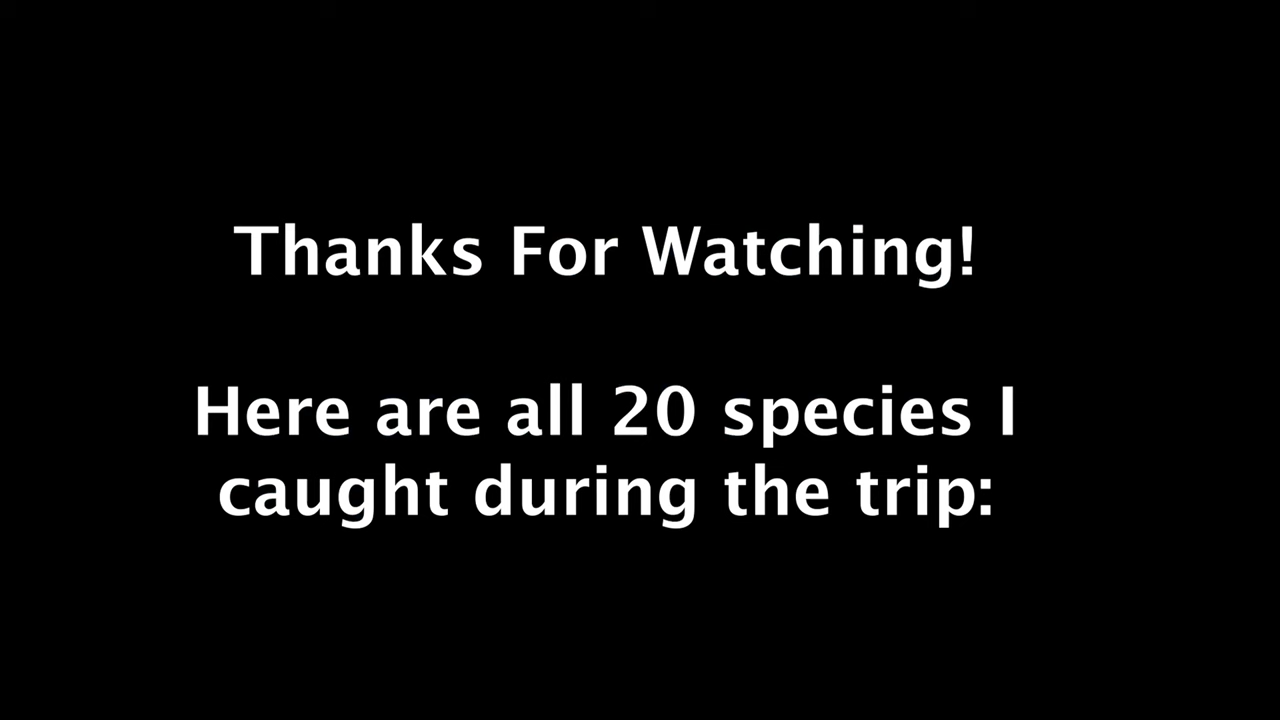 Thanks For Watching!
Here are all 20 species I
caught during the trip: